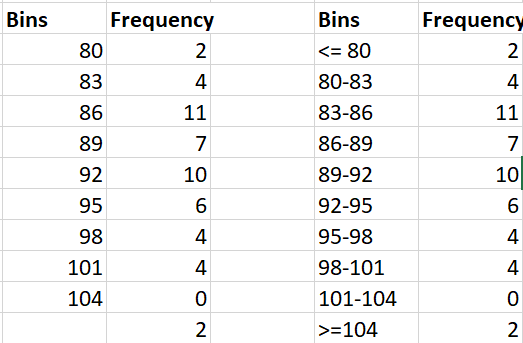 Bins Frequency Bins Frequency
80 2 <= 80 2
83 4 80-83 4
86 11 83-86 11
89 7 86-89 7
92 10 89-92 10
95 6 92-95 6
98 4 95-98 4
101 4 98-101 4
104 0 101-104 0
2 >=104 2